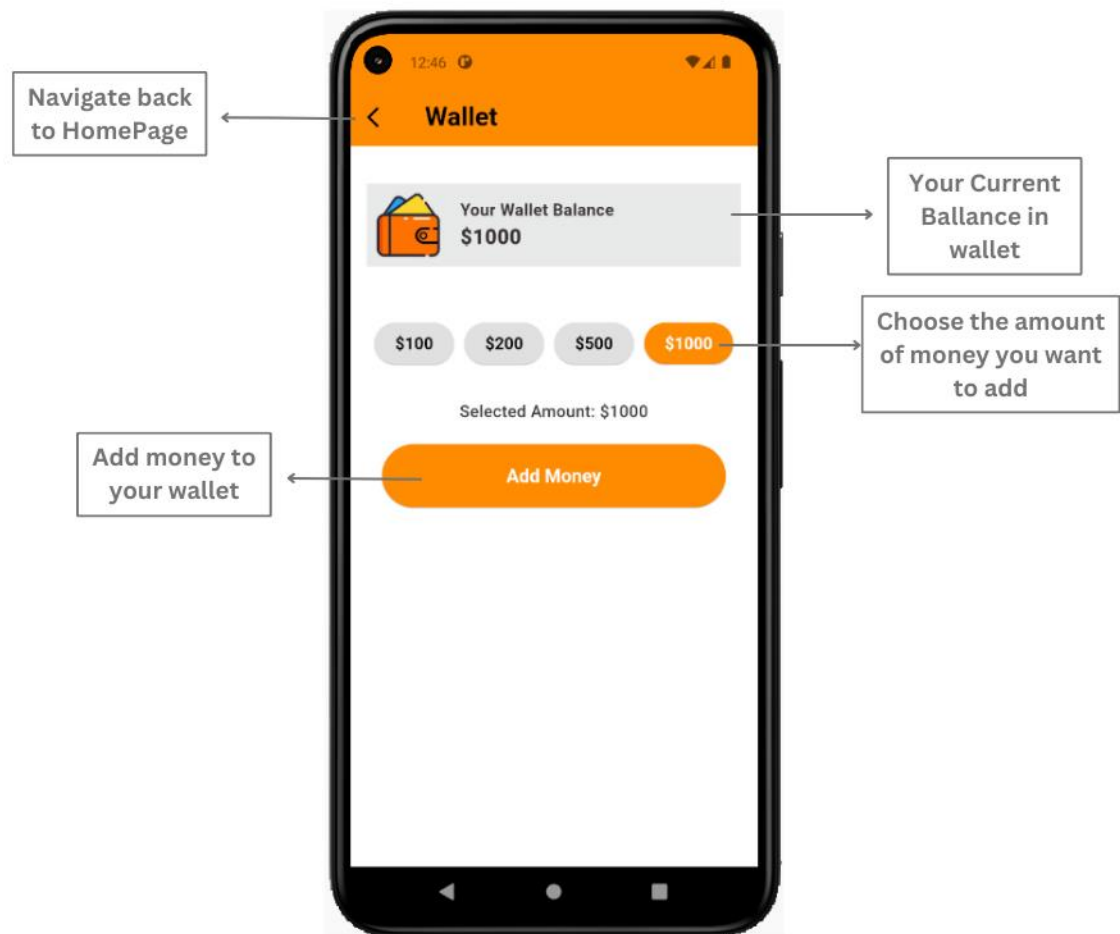 12:46
Wallet
Navigate back
to HomePage
Your Wallet Balance
$1000
Your Current
Ballance in
wallet
$100 $200 $500 $1000
Choose the amount
of money you want
to add
Selected Amount: $1000
Add Money
Add money to
your wallet